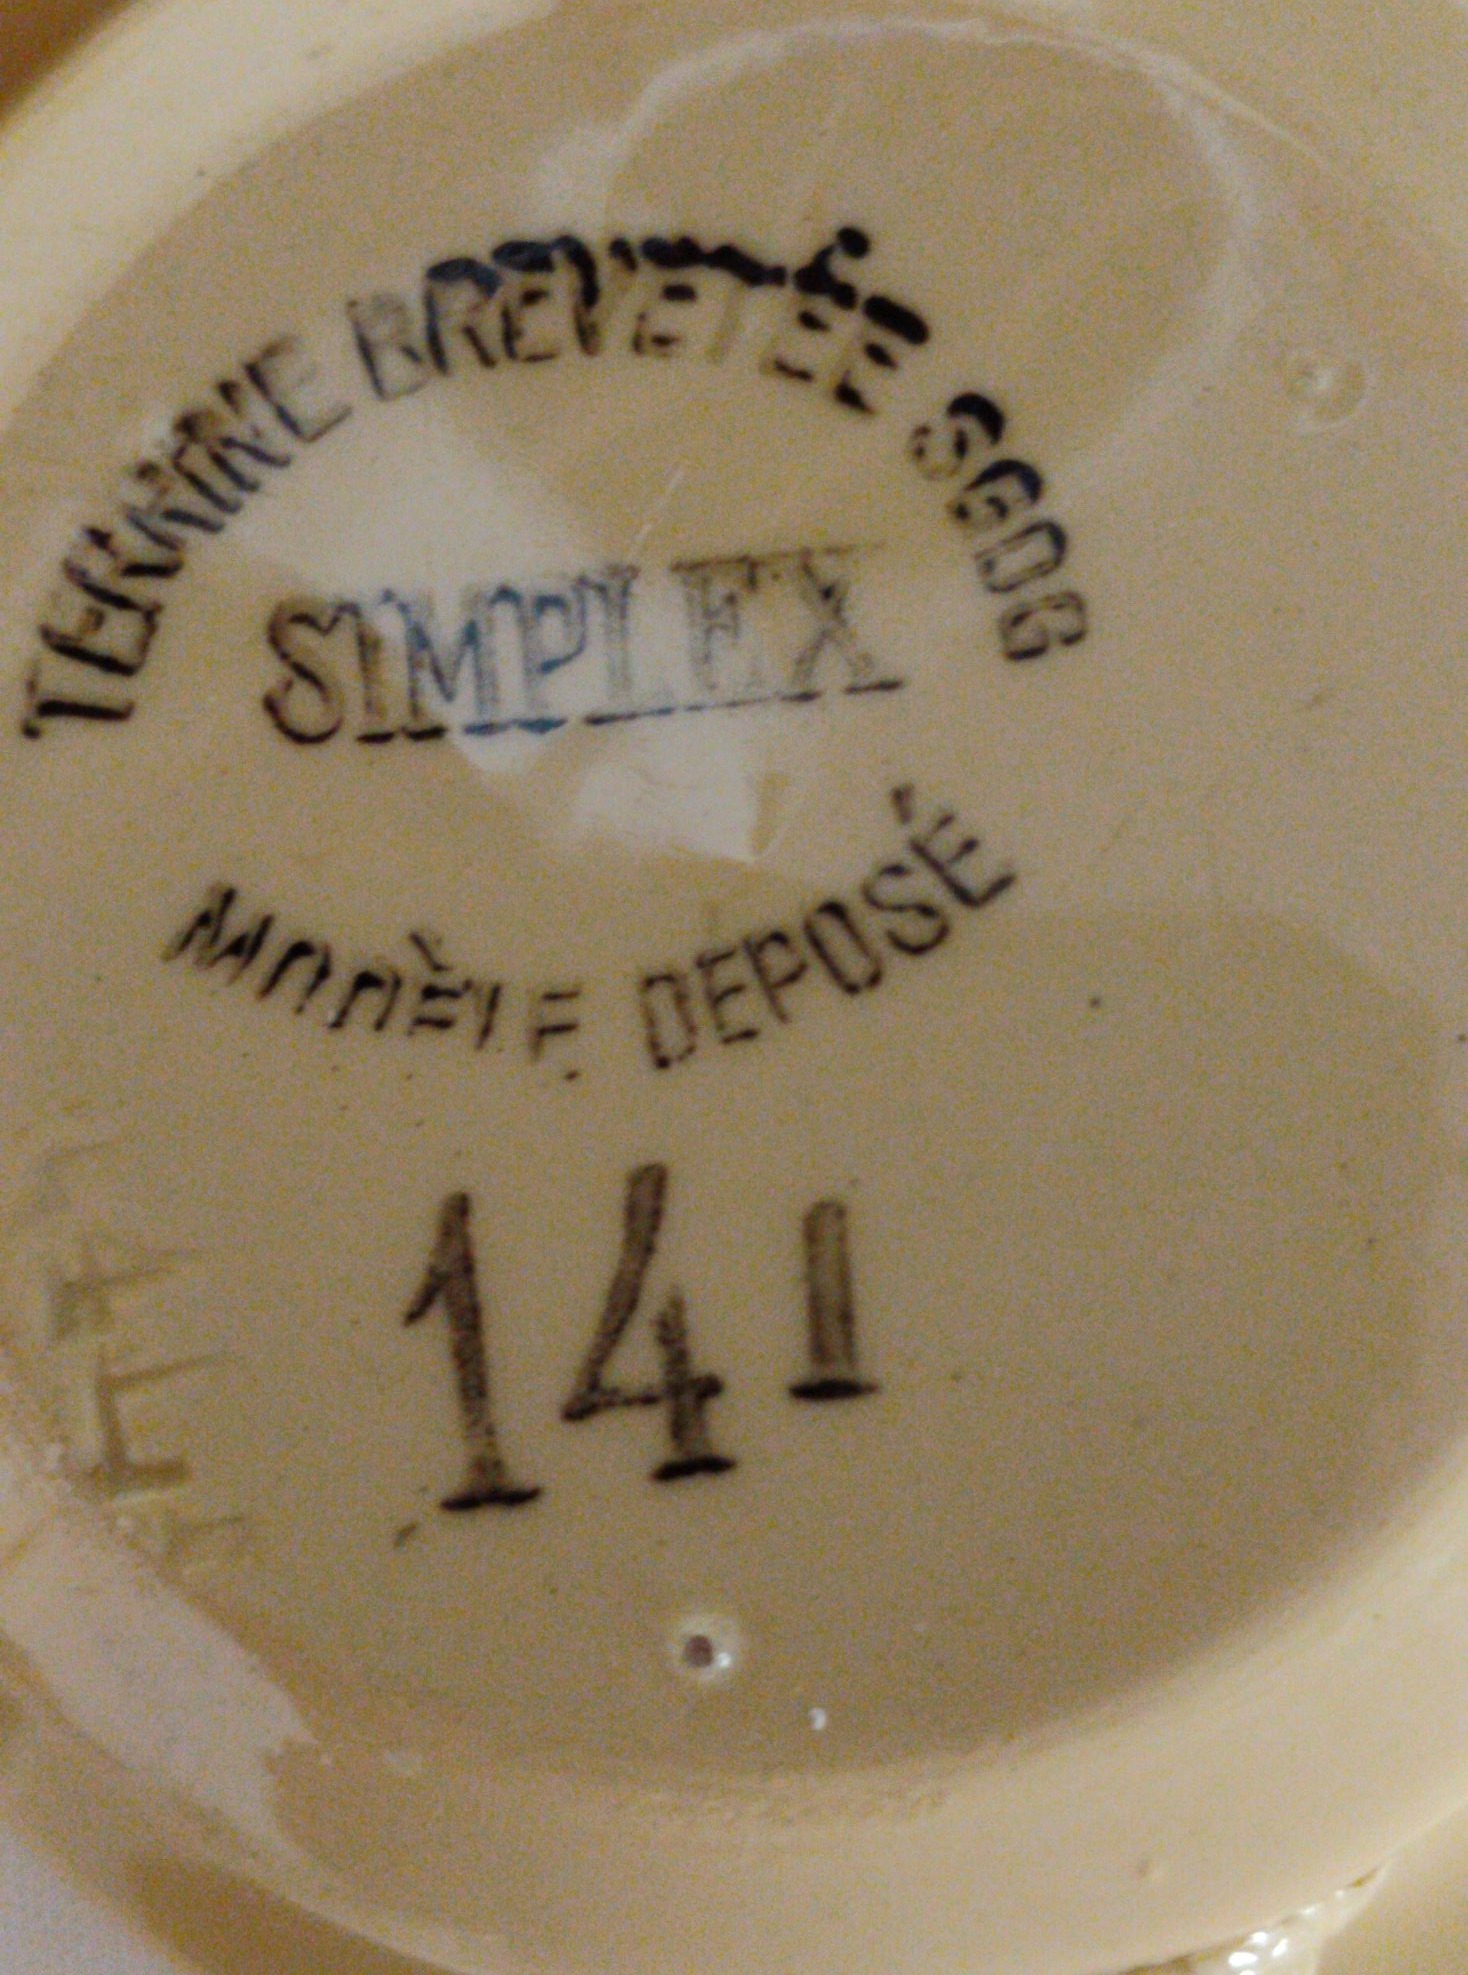 TERRINE BREVETÉE SGDG
SIMPLEX
MODÈLE DEPOSÉ
141